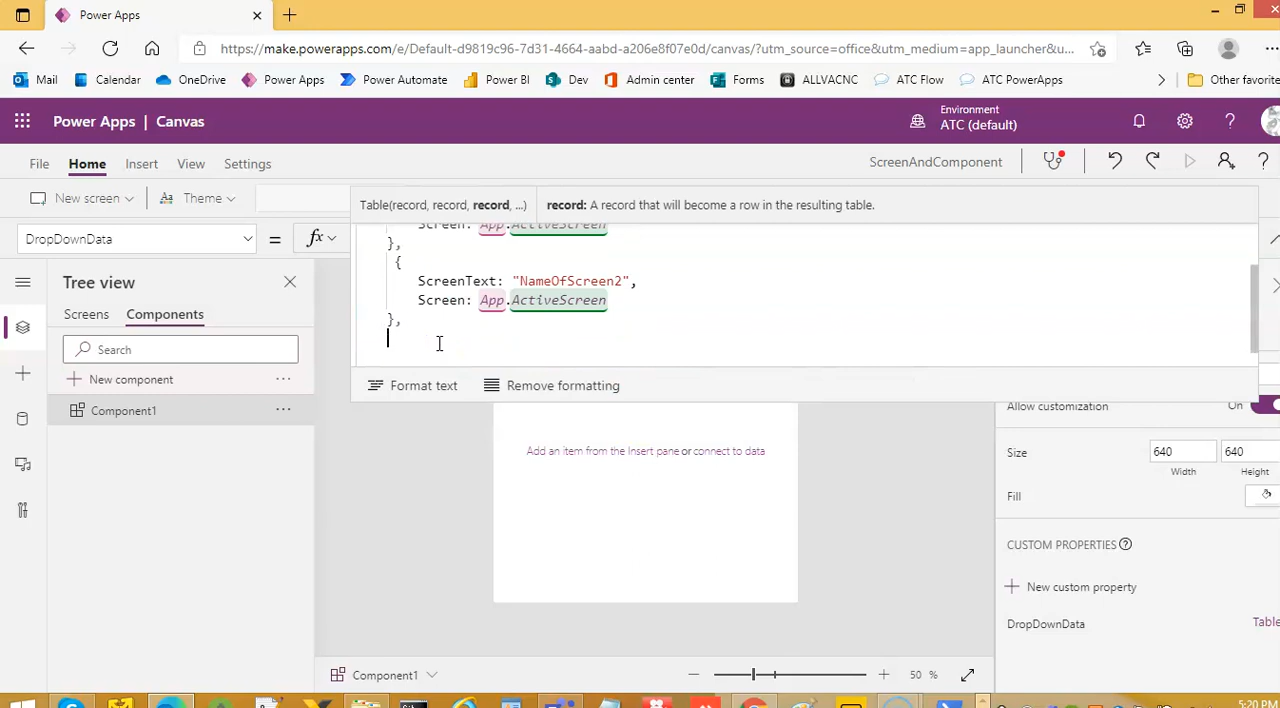 Power Apps
https://make.powerapps.com/e/Default-d9819c96-7d31-4664-aabd-a206e8f07e0d/canvas/?utm_source=office&utm_medium=app_launcher&u...
Mail Calendar OneDrive Power Apps Power Automate Power BI Dev Admin center Forms ALLVACNC ATC Flow ATC PowerApps Other favorite
Power Apps | Canvas
Environment
ATC (default)
File Home Insert View Settings ScreenAndComponent
New screen Theme
Table(record, record, record, ...) record: A record that will become a row in the resulting table.
DropDownData = fx
Screen: App.ActiveScreen
},
{
ScreenText: "NameOfScreen2",
Screen: App.ActiveScreen
},
Format text Remove formatting
Tree view
Screens Components
Search
New component ...
Component1 ...
Add an item from the Insert pane or connect to data
Allow customization On
Size 640 640
Width Height
Fill
CUSTOM PROPERTIES
New custom property
DropDownData Table
Component1 50 %
5:20 PM